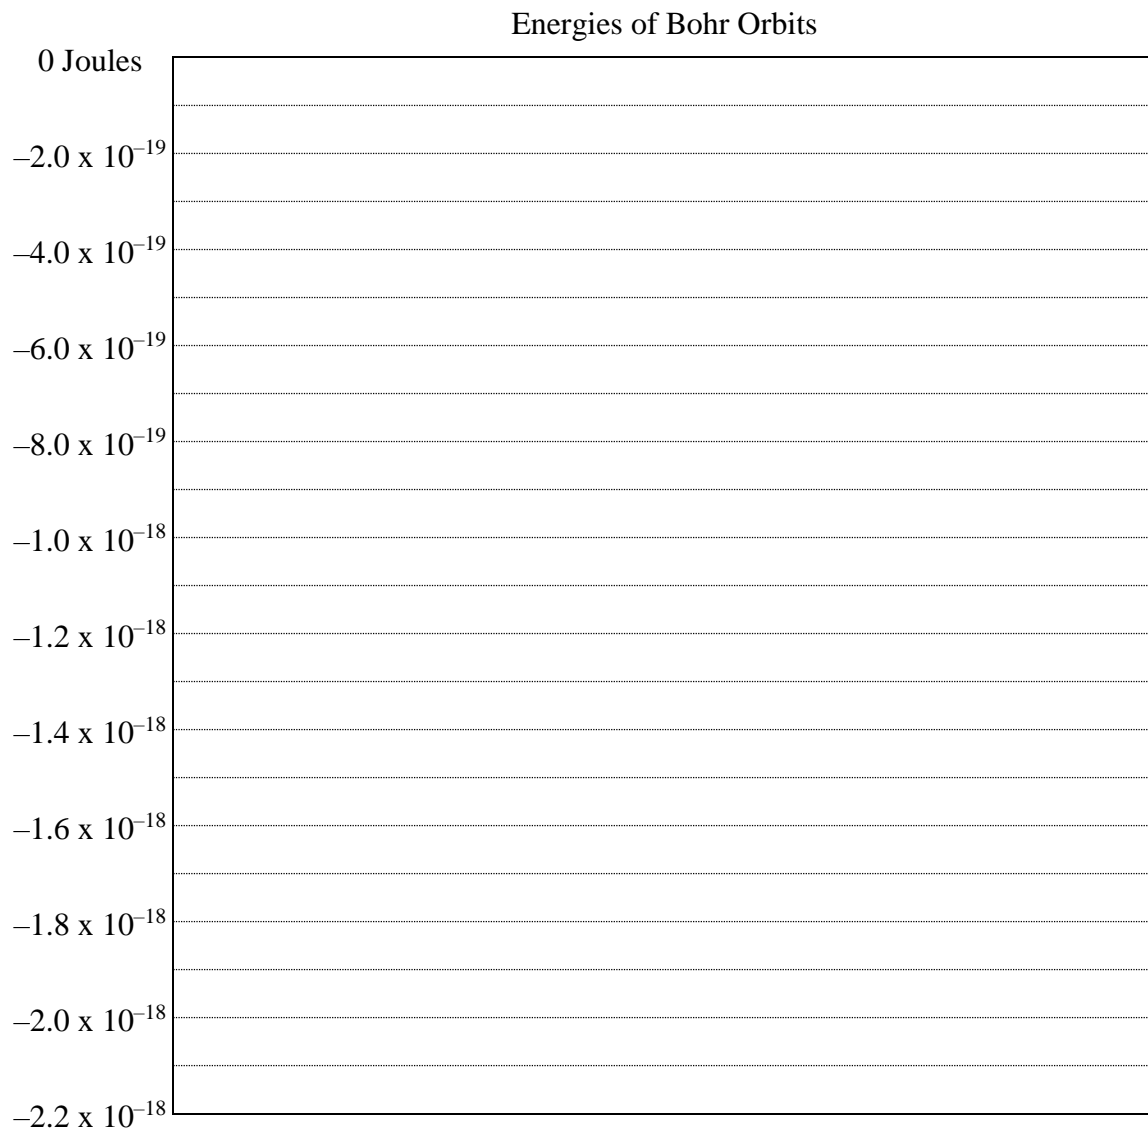 Energies of Bohr Orbits
0 Joules
–2.0 x 10⁻¹⁹
–4.0 x 10⁻¹⁹
–6.0 x 10⁻¹⁹
–8.0 x 10⁻¹⁹
–1.0 x 10⁻¹⁸
–1.2 x 10⁻¹⁸
–1.4 x 10⁻¹⁸
–1.6 x 10⁻¹⁸
–1.8 x 10⁻¹⁸
–2.0 x 10⁻¹⁸
–2.2 x 10⁻¹⁸